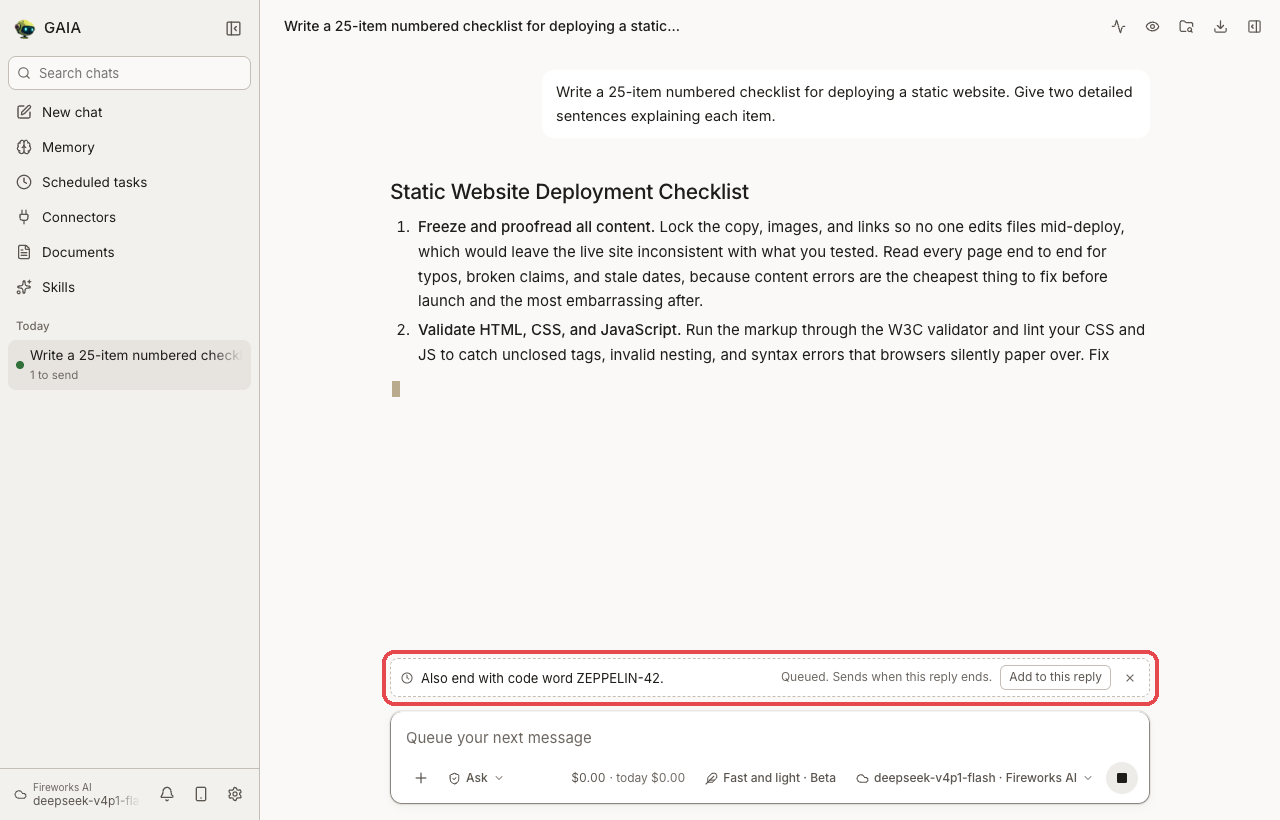 GAIA
Search chats
New chat
Memory
Scheduled tasks
Connectors
Documents
Skills
Today
Write a 25-item numbered check
1 to send
Fireworks AI
deepseek-v4p1-fla
Write a 25-item numbered checklist for deploying a static...
Write a 25-item numbered checklist for deploying a static website. Give two detailed
sentences explaining each item.
Static Website Deployment Checklist
1. Freeze and proofread all content. Lock the copy, images, and links so no one edits files mid-deploy,
which would leave the live site inconsistent with what you tested. Read every page end to end for
typos, broken claims, and stale dates, because content errors are the cheapest thing to fix before
launch and the most embarrassing after.
2. Validate HTML, CSS, and JavaScript. Run the markup through the W3C validator and lint your CSS and
JS to catch unclosed tags, invalid nesting, and syntax errors that browsers silently paper over. Fix
Also end with code word ZEPPELIN-42. Queued. Sends when this reply ends. Add to this reply
Queue your next message
Ask $0.00 · today $0.00 Fast and light · Beta deepseek-v4p1-flash · Fireworks AI